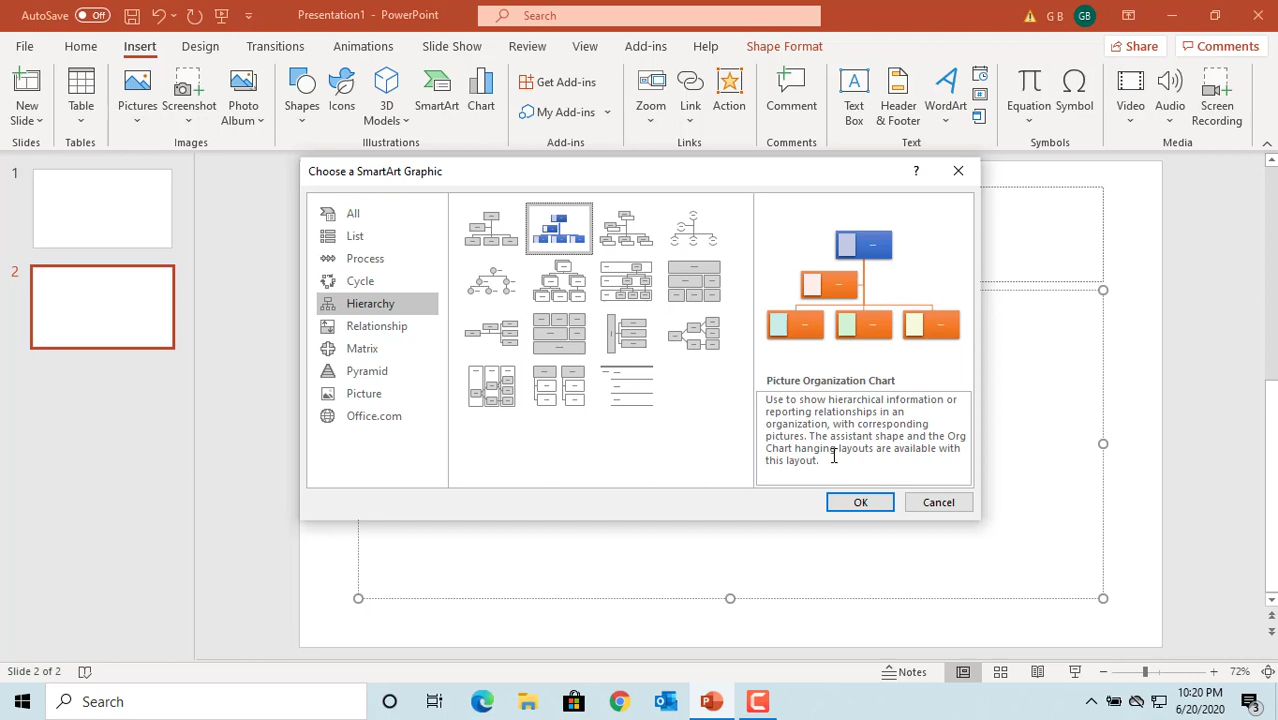 AutoSave Off
Presentation1 - PowerPoint
Search
G B
GB
File Home Insert Design Transitions Animations Slide Show Review View Add-ins Help Shape Format
Share
Comments
New Slide
Table
Pictures
Screenshot
Photo Album
Shapes
Icons
3D Models
SmartArt
Chart
Get Add-ins
My Add-ins
Zoom
Link
Action
Comment
Text Box
Header & Footer
WordArt
Equation
Symbol
Video
Audio
Screen Recording
Slides Tables Images Illustrations Add-ins Links Comments Text Symbols Media
1
2
Choose a SmartArt Graphic
?
All
List
Process
Cycle
Hierarchy
Relationship
Matrix
Pyramid
Picture
Office.com
Picture Organization Chart
Use to show hierarchical information or
reporting relationships in an
organization, with corresponding
pictures. The assistant shape and the Org
Chart hanging layouts are available with
this layout.
OK
Cancel
Slide 2 of 2
Notes
72%
Search
10:20 PM
6/20/2020
3